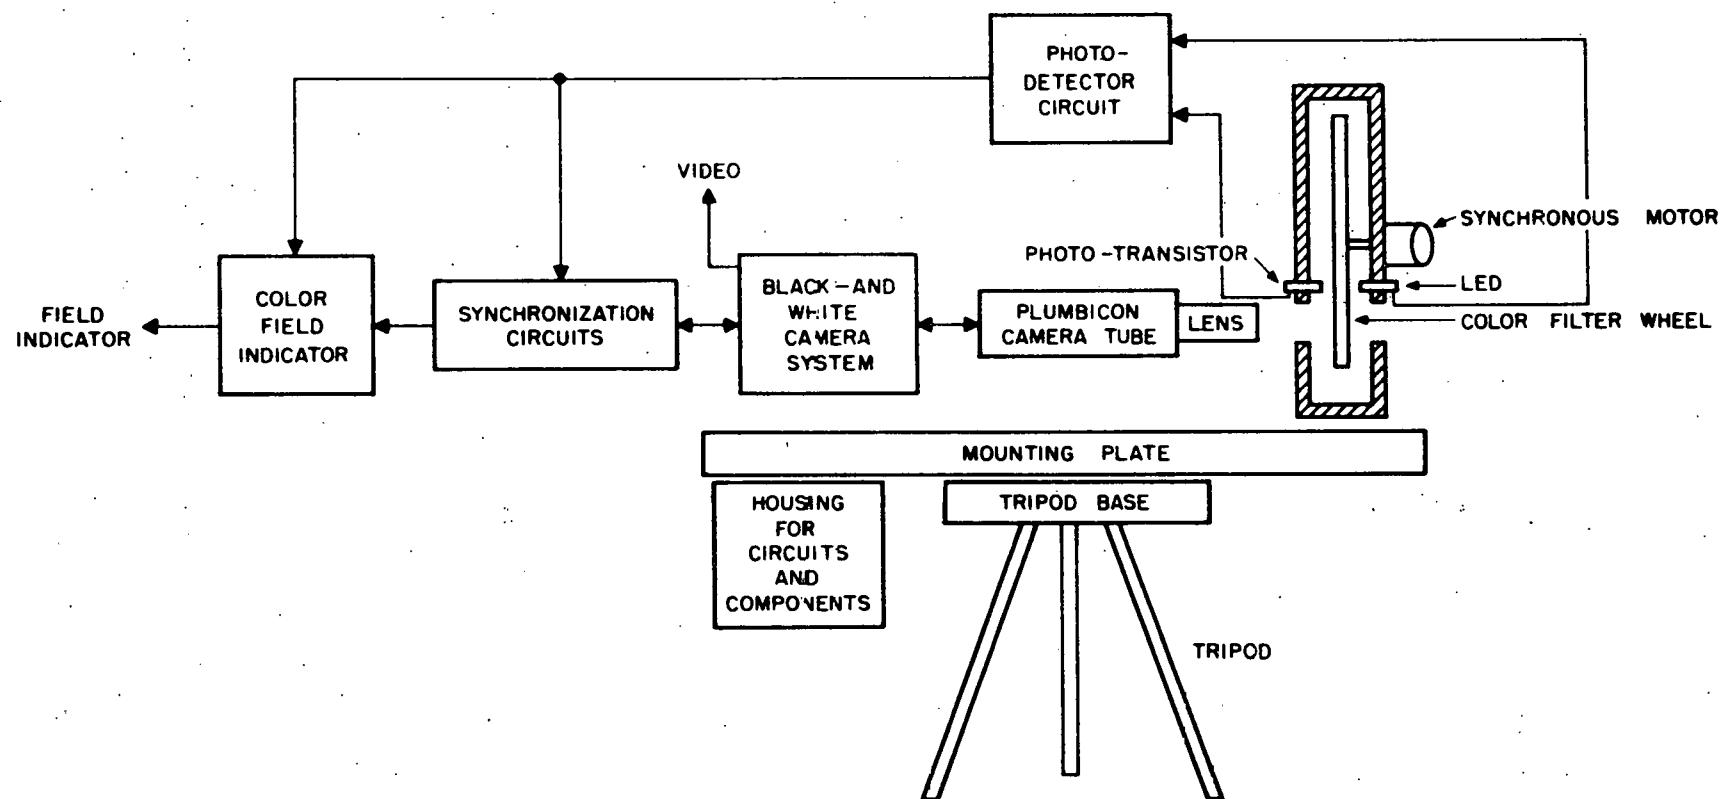 PHOTO-
DETECTOR
CIRCUIT
VIDEO
SYNCHRONOUS MOTOR
PHOTO-TRANSISTOR
LED
COLOR FILTER WHEEL
FIELD
INDICATOR
COLOR
FIELD
INDICATOR
SYNCHRONIZATION
CIRCUITS
BLACK-AND
WHITE
CAMERA
SYSTEM
PLUMBICON
CAMERA TUBE
LENS
MOUNTING PLATE
HOUSING
FOR
CIRCUITS
AND
COMPONENTS
TRIPOD BASE
TRIPOD